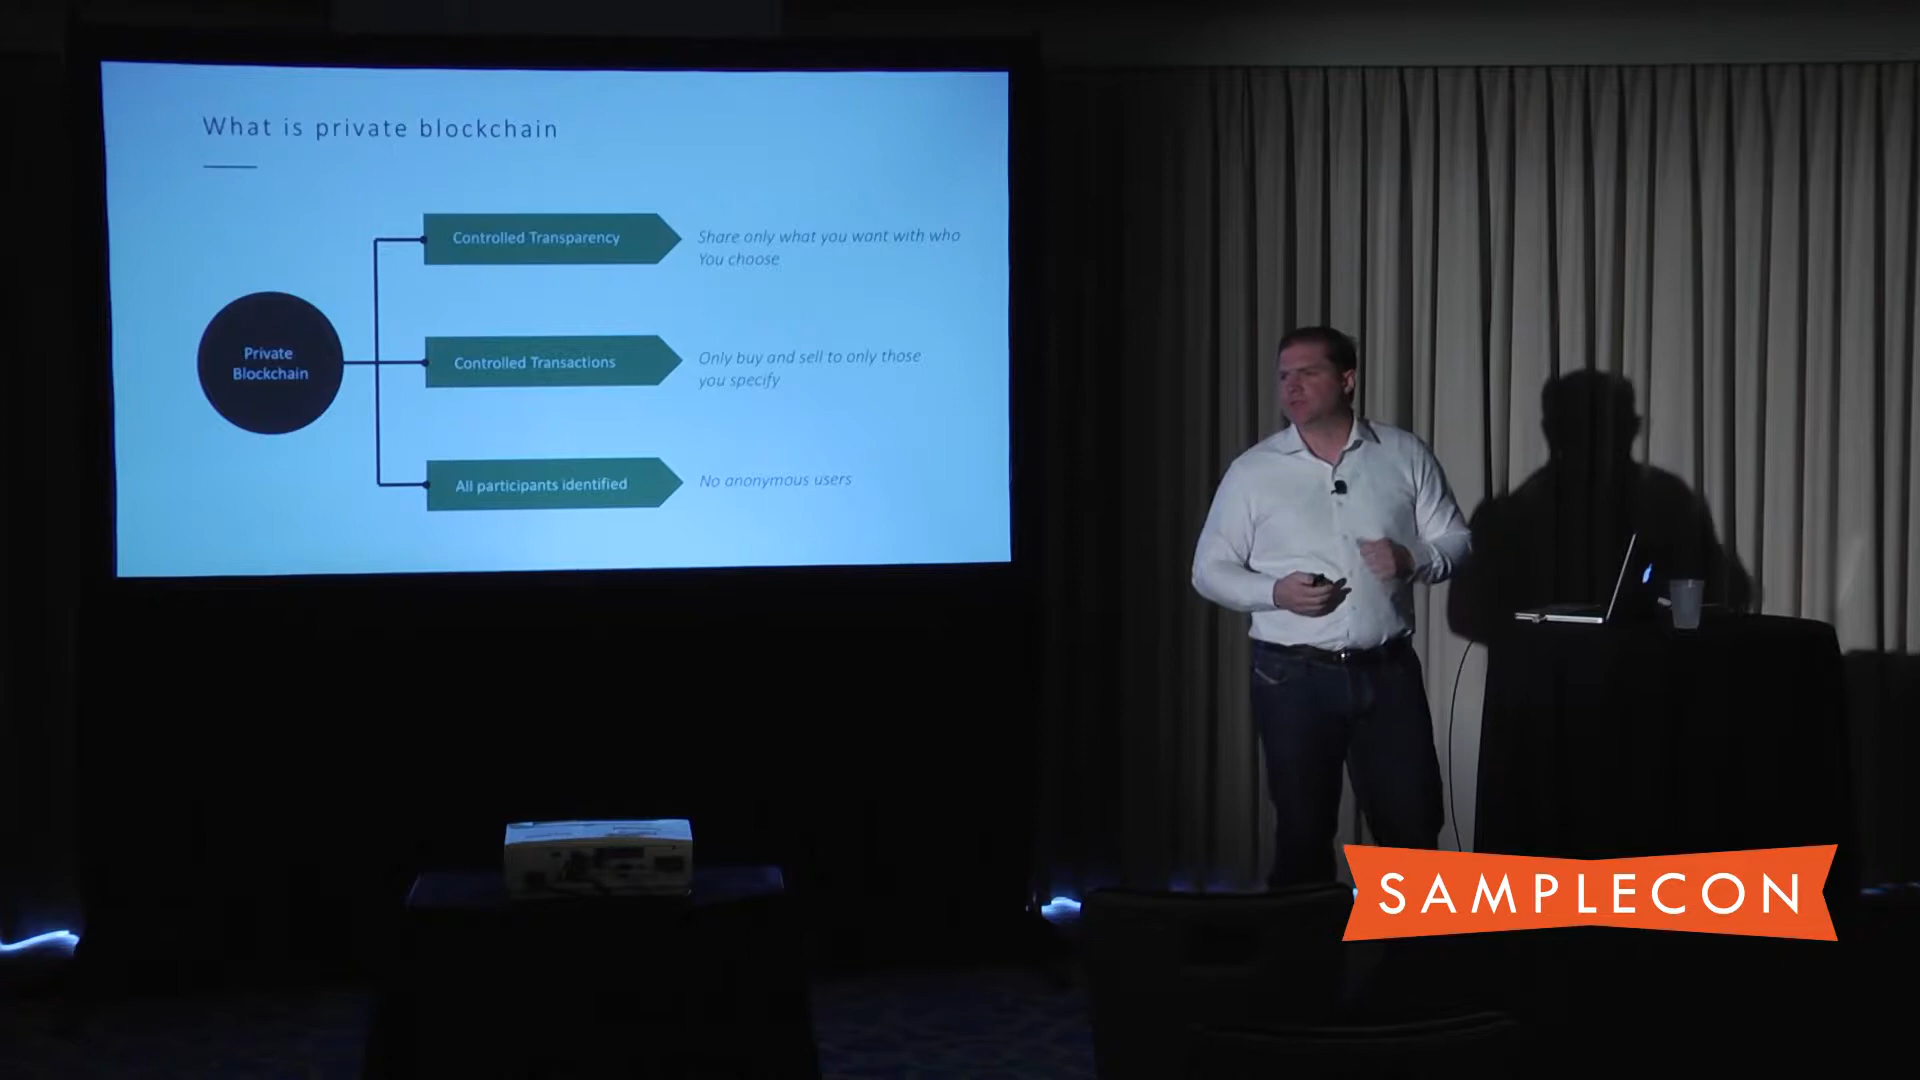 What is private blockchain
Controlled Transparency
Share only what you want with who
You choose
Private
Blockchain
Controlled Transactions
Only buy and sell to only those
you specify
All participants identified
No anonymous users
SAMPLECON